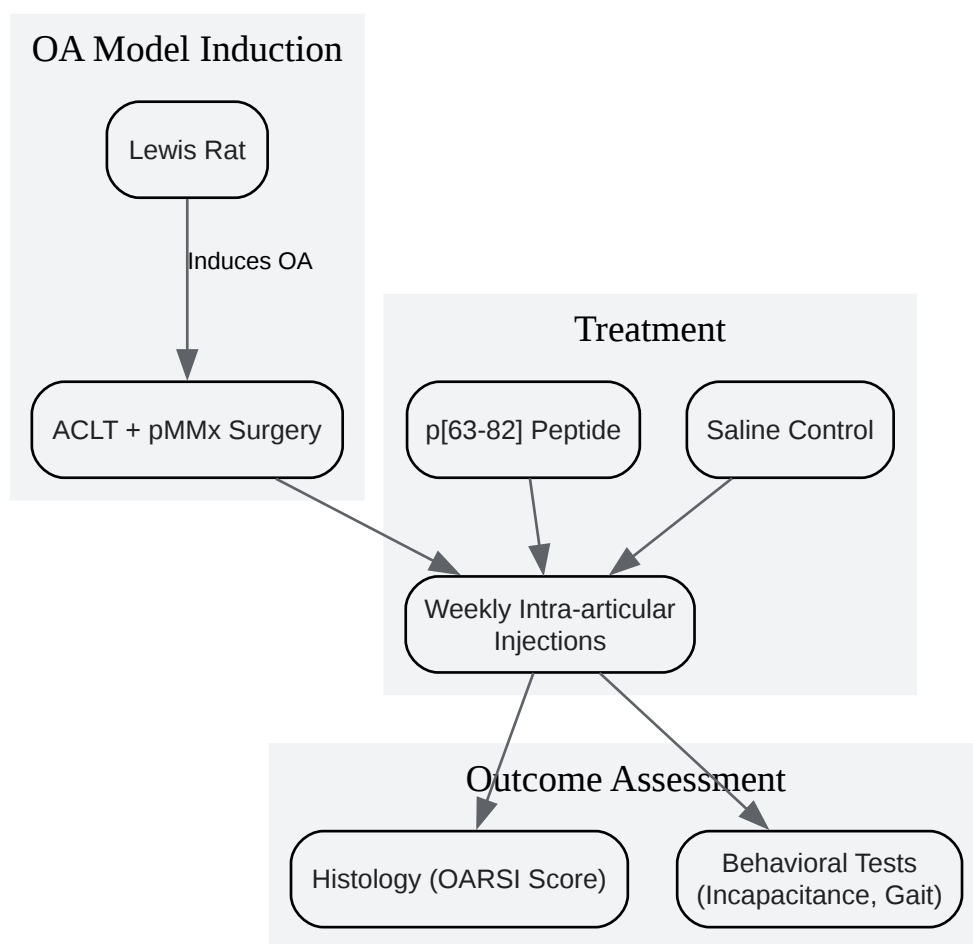 OA Model Induction
Lewis Rat
Induces OA
Treatment
ACLT + pMMx Surgery
p[63-82] Peptide
Saline Control
Weekly Intra-articular
Injections
Outcome Assessment
Histology (OARSI Score)
Behavioral Tests
(Incapacitance, Gait)